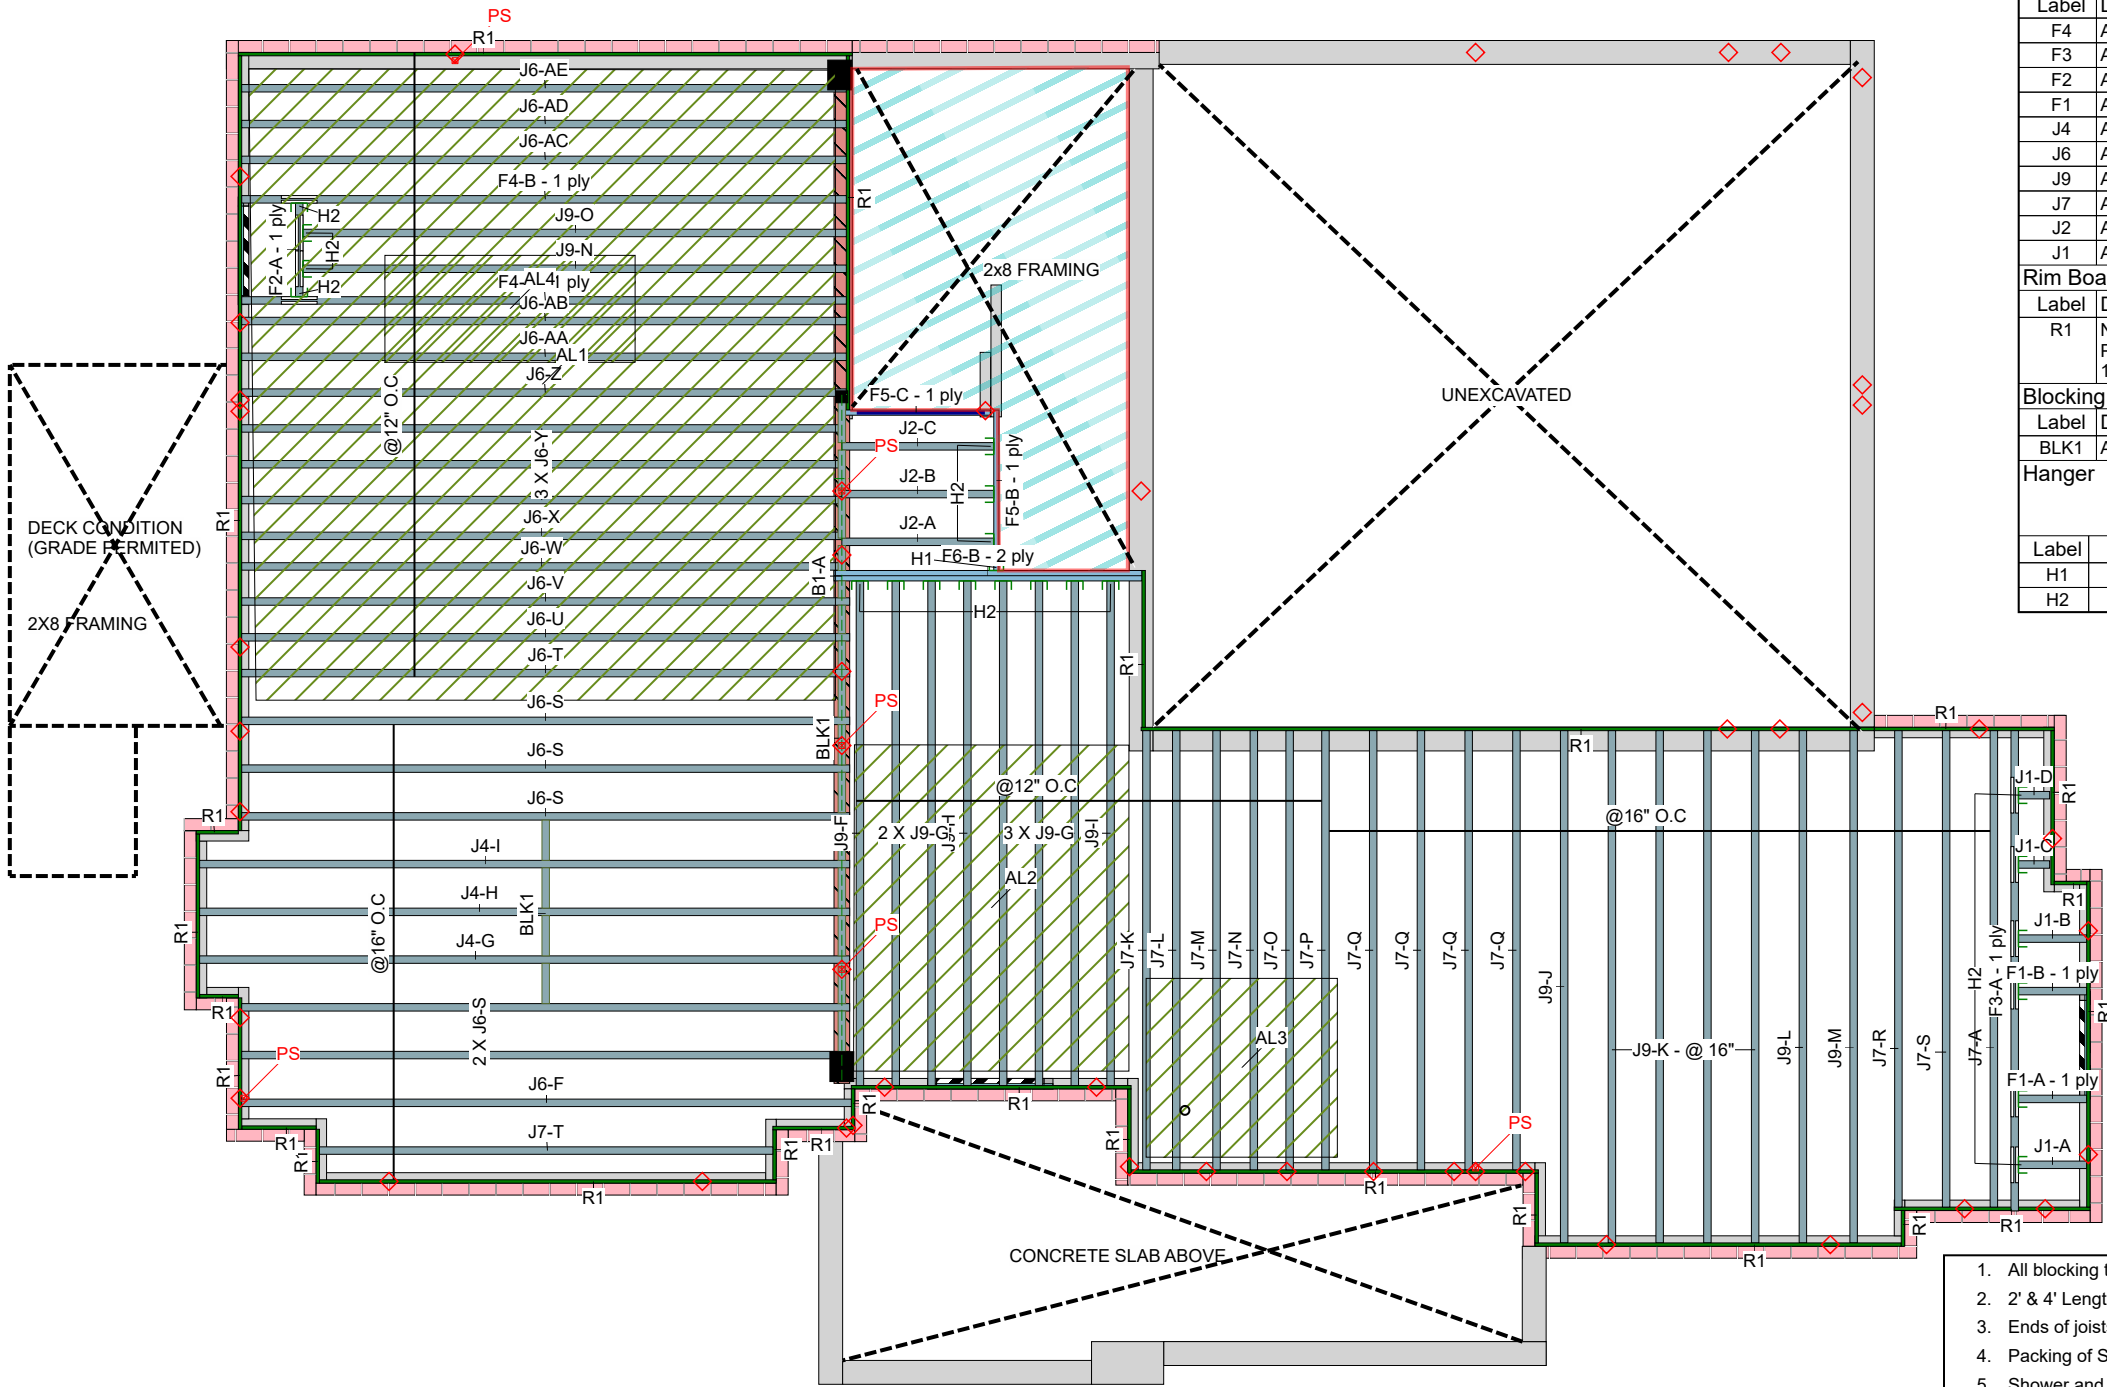 PS
R1
J6-AE
J6-AD
J6-AC
F4-B - 1 ply
H2
J9-O
H2
J9-N
F2-A - 1 ply
H2
AL4
1 ply
J6-AB
J6-AA
AL1
J6-Z
@12" O.C
3 X J6-Y
J6-X
J6-W
J6-V
J6-U
J6-T
J6-S
J6-S
J6-S
J4-I
J4-H
J4-G
BLK1
@16" O.C
2 X J6-S
J6-F
J7-T
R1
R1
R1
R1
R1
R1
R1
R1
R1
R1
PS
DECK CONDITION
(GRADE PERMITED)
2X8 FRAMING
R1
2x8 FRAMING
F5-C - 1 ply
J2-C
PS
J2-B
H2
F5-B - 1 ply
J2-A
H1
F6-B - 2 ply
B1-A
H2
R1
PS
BLK1
@12" O.C
J9-F
2 X J9-G
3 X J9-G
J9-I
AL2
PS
R1
R1
R1
UNEXCAVATED
R1
R1
@16" O.C
J7-K
J7-L
J7-M
J7-N
J7-O
J7-P
J7-Q
J7-Q
J7-Q
J7-Q
J9-J
AL3
J9-K - @ 16"
J9-L
J9-M
J7-R
J7-S
J7-A
H2
F3-A - 1 ply
J1-D
J1-C
R1
R1
J1-B
F1-B - 1 ply
R1
F1-A - 1 ply
J1-A
PS
R1
R1
R1
R1
R1
CONCRETE SLAB ABOVE
Label
F4
F3
F2
F1
J4
J6
J9
J7
J2
J1
Rim Boa
Label
R1
Blocking
Label
BLK1
Hanger
Label
H1
H2
1. All blocking t
2. 2' & 4' Lengt
3. Ends of joist
4. Packing of S
5. Shower and